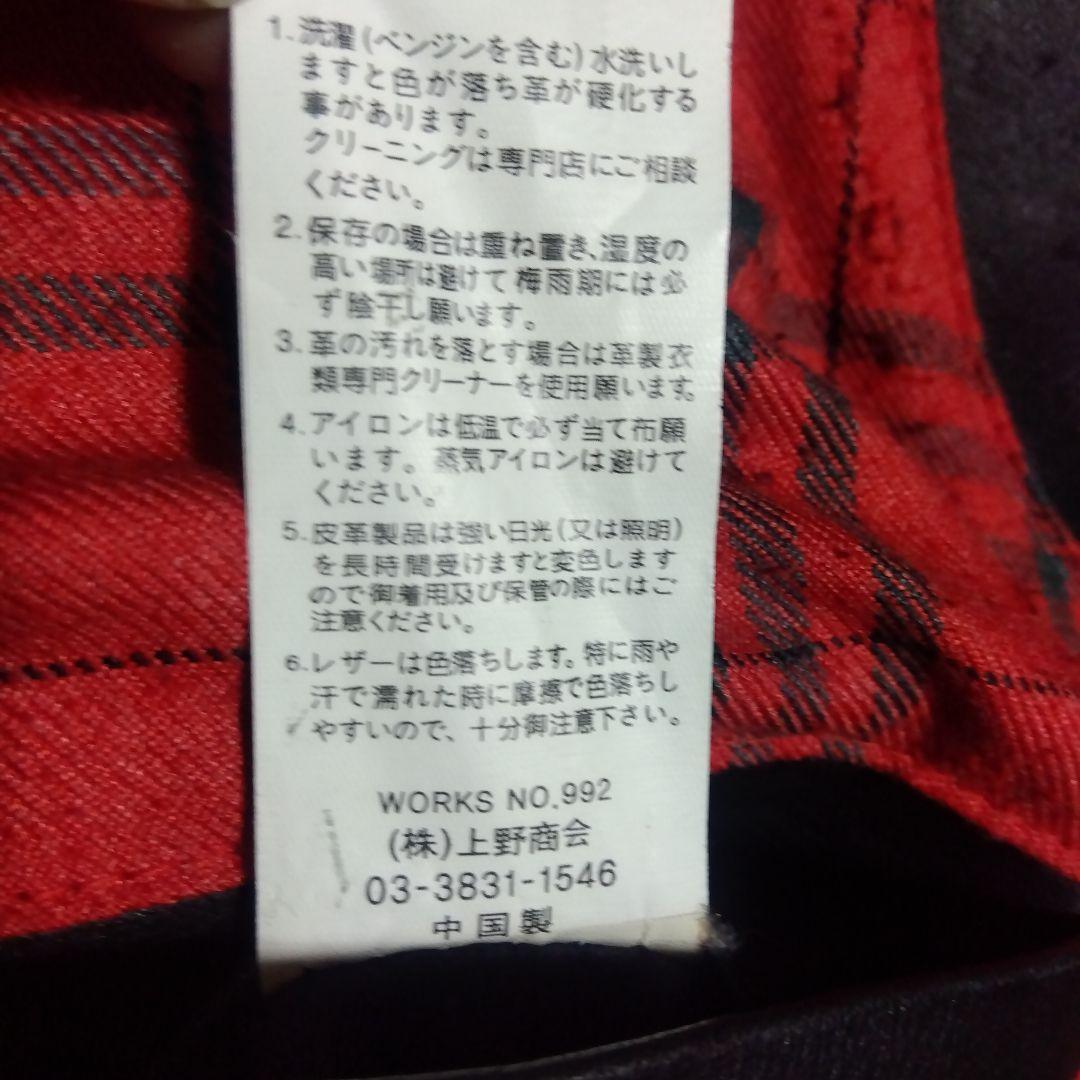 1.洗濯(ベンジンを含む)水洗いし
ますと色が落ち革が硬化する
事があります。
クリーニングは専門店にご相談
ください。
2.保存の場合は重ね置き、湿度の
高い場所は避けて梅雨期には必
ず陰干し願います。
3.革の汚れを落とす場合は革製衣
類専門クリーナーを使用願います。
4.アイロンは低温で必ず当て布願
います。蒸気アイロンは避けて
ください。
5.皮革製品は強い日光(又は照明)
を長時間受けますと変色します
ので御着用及び保管の際にはご
注意ください。
6.レザーは色落ちします。特に雨や
汗で濡れた時に摩擦で色落ちし
やすいので、十分御注意下さい。
WORKS NO.992
(株)上野商会
03-3831-1546
中国製